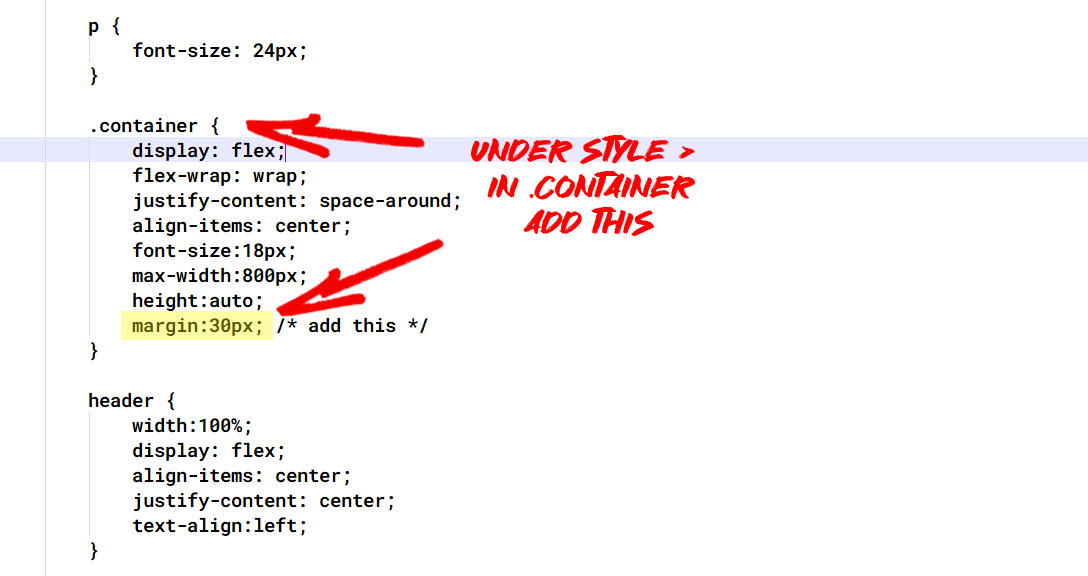 p {
font-size: 24px;
}
.container {
display: flex;
flex-wrap: wrap;
justify-content: space-around;
align-items: center;
font-size:18px;
max-width:800px;
height:auto;
margin:30px; /* add this */
}
header {
width:100%;
display: flex;
align-items: center;
justify-content: center;
text-align:left;
}
UNDER STYLE >
IN .CONTAINER
ADD THIS